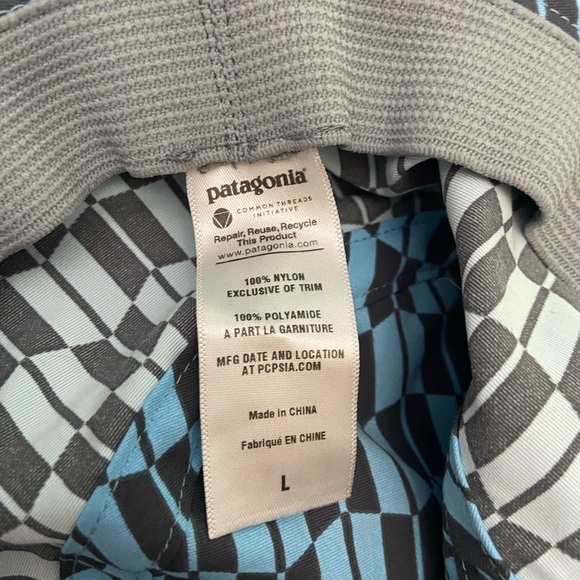 patagonia
COMMON THREADS
INITIATIVE
Repair, Reuse, Recycle
This Product
www.patagonia.com
100% NYLON
EXCLUSIVE OF TRIM
100% POLYAMIDE
A PART LA GARNITURE
MFG DATE AND LOCATION
AT PCPSIA.COM
Made in CHINA
Fabriqué EN CHINE
L